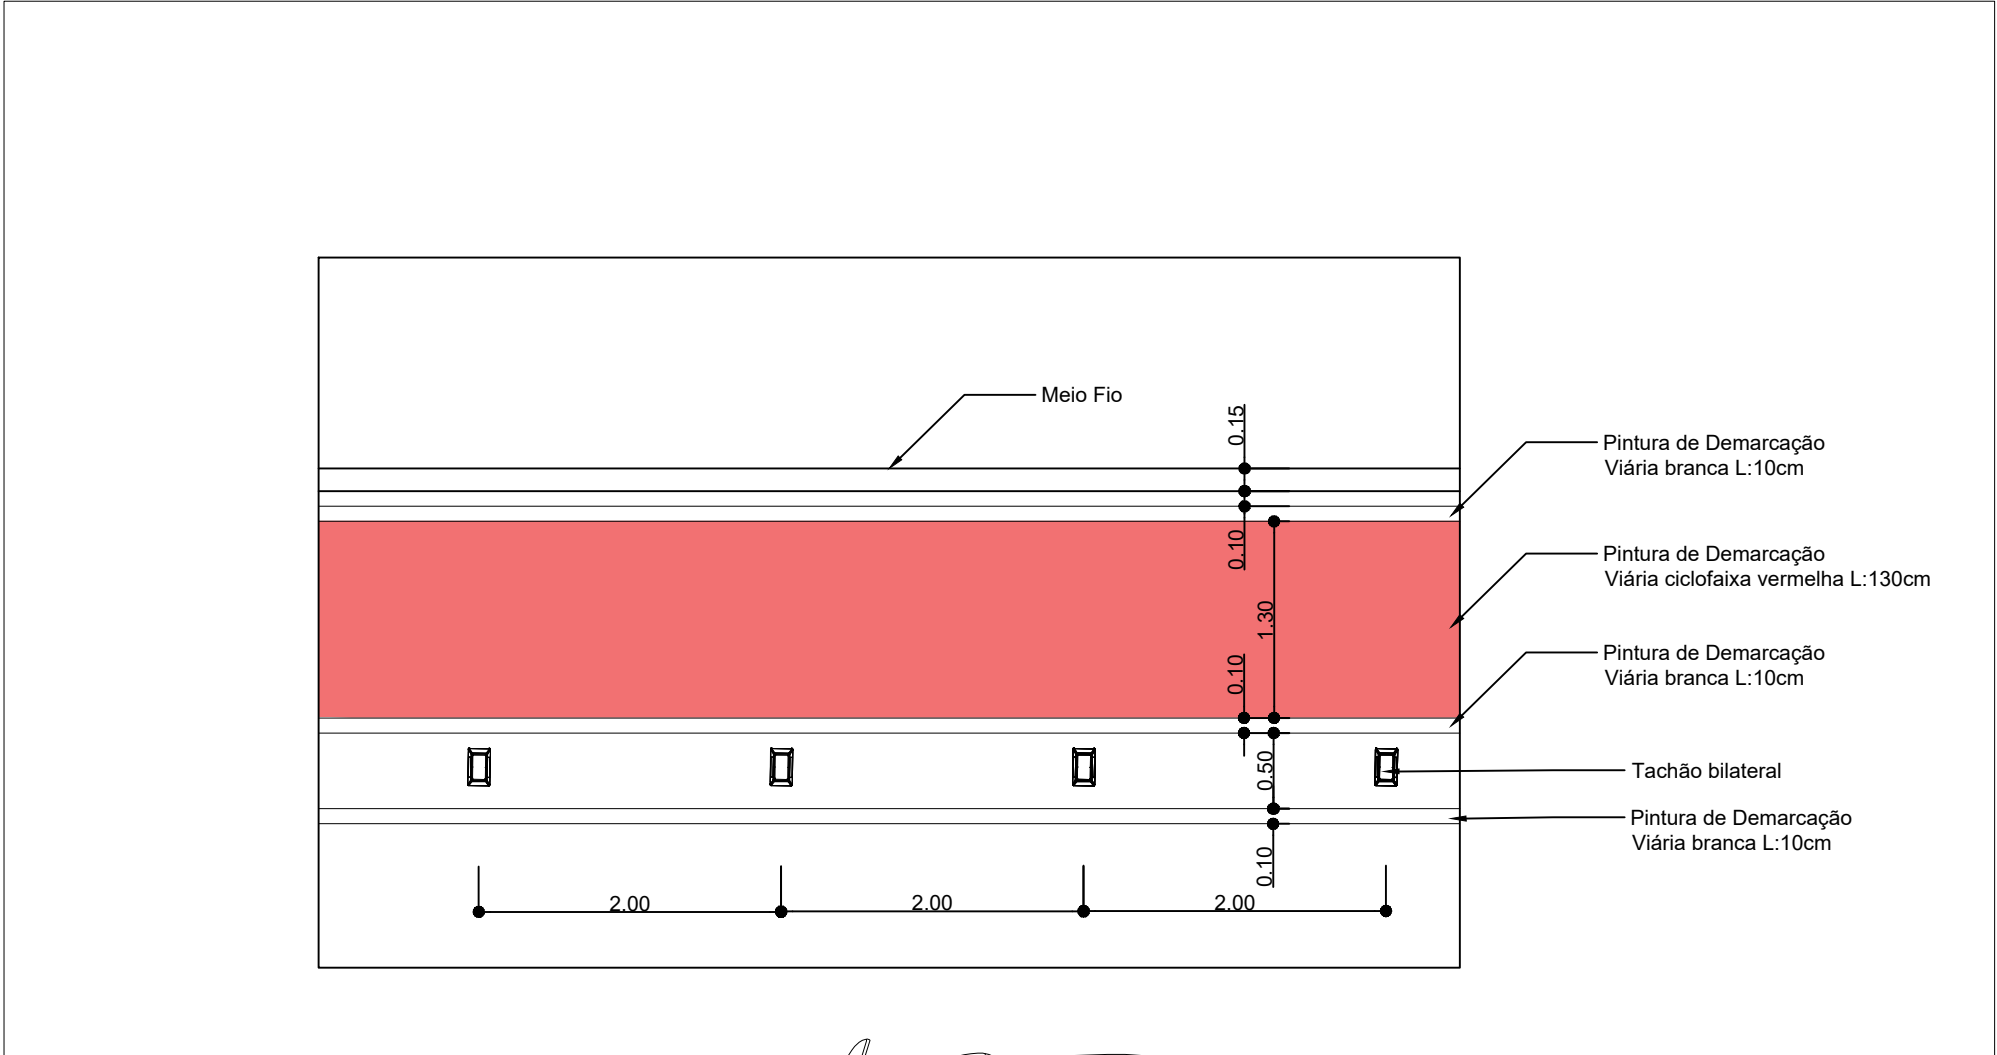 Meio Fio
0.15
Pintura de Demarcação
Viária branca L:10cm
0.10
Pintura de Demarcação
Viária ciclofaixa vermelha L:130cm
1.30
Pintura de Demarcação
Viária branca L:10cm
0.10
0.50
Tachão bilateral
Pintura de Demarcação
Viária branca L:10cm
0.10
2.00
2.00
2.00